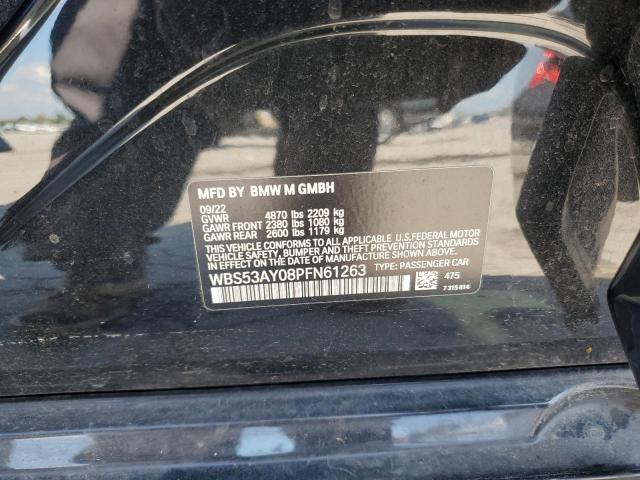 MFD BY BMW M GMBH
09/22
GVWR 4870 lbs 2209 kg
GAWR FRONT 2380 lbs 1080 kg
GAWR REAR 2600 lbs 1179 kg
THIS VEHICLE CONFORMS TO ALL APPLICABLE U.S.FEDERAL MOTOR
VEHICLE SAFETY, BUMPER AND THEFT PREVENTION STANDARDS
IN EFFECT ON THE DATE OF MANUFACTURE SHOWN ABOVE.
WBS53AY08PFN61263 TYPE: PASSENGER CAR
475
7315814